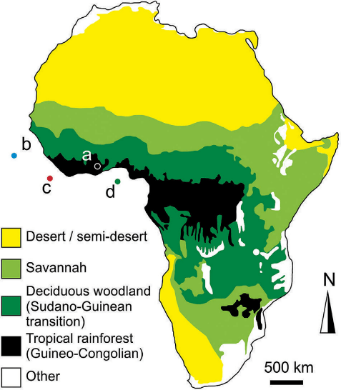 a
b
c
d
Desert / semi-desert
Savannah
Deciduous woodland
(Sudano-Guinean
transition)
Tropical rainforest
(Guineo-Congolian)
Other
N
500 km